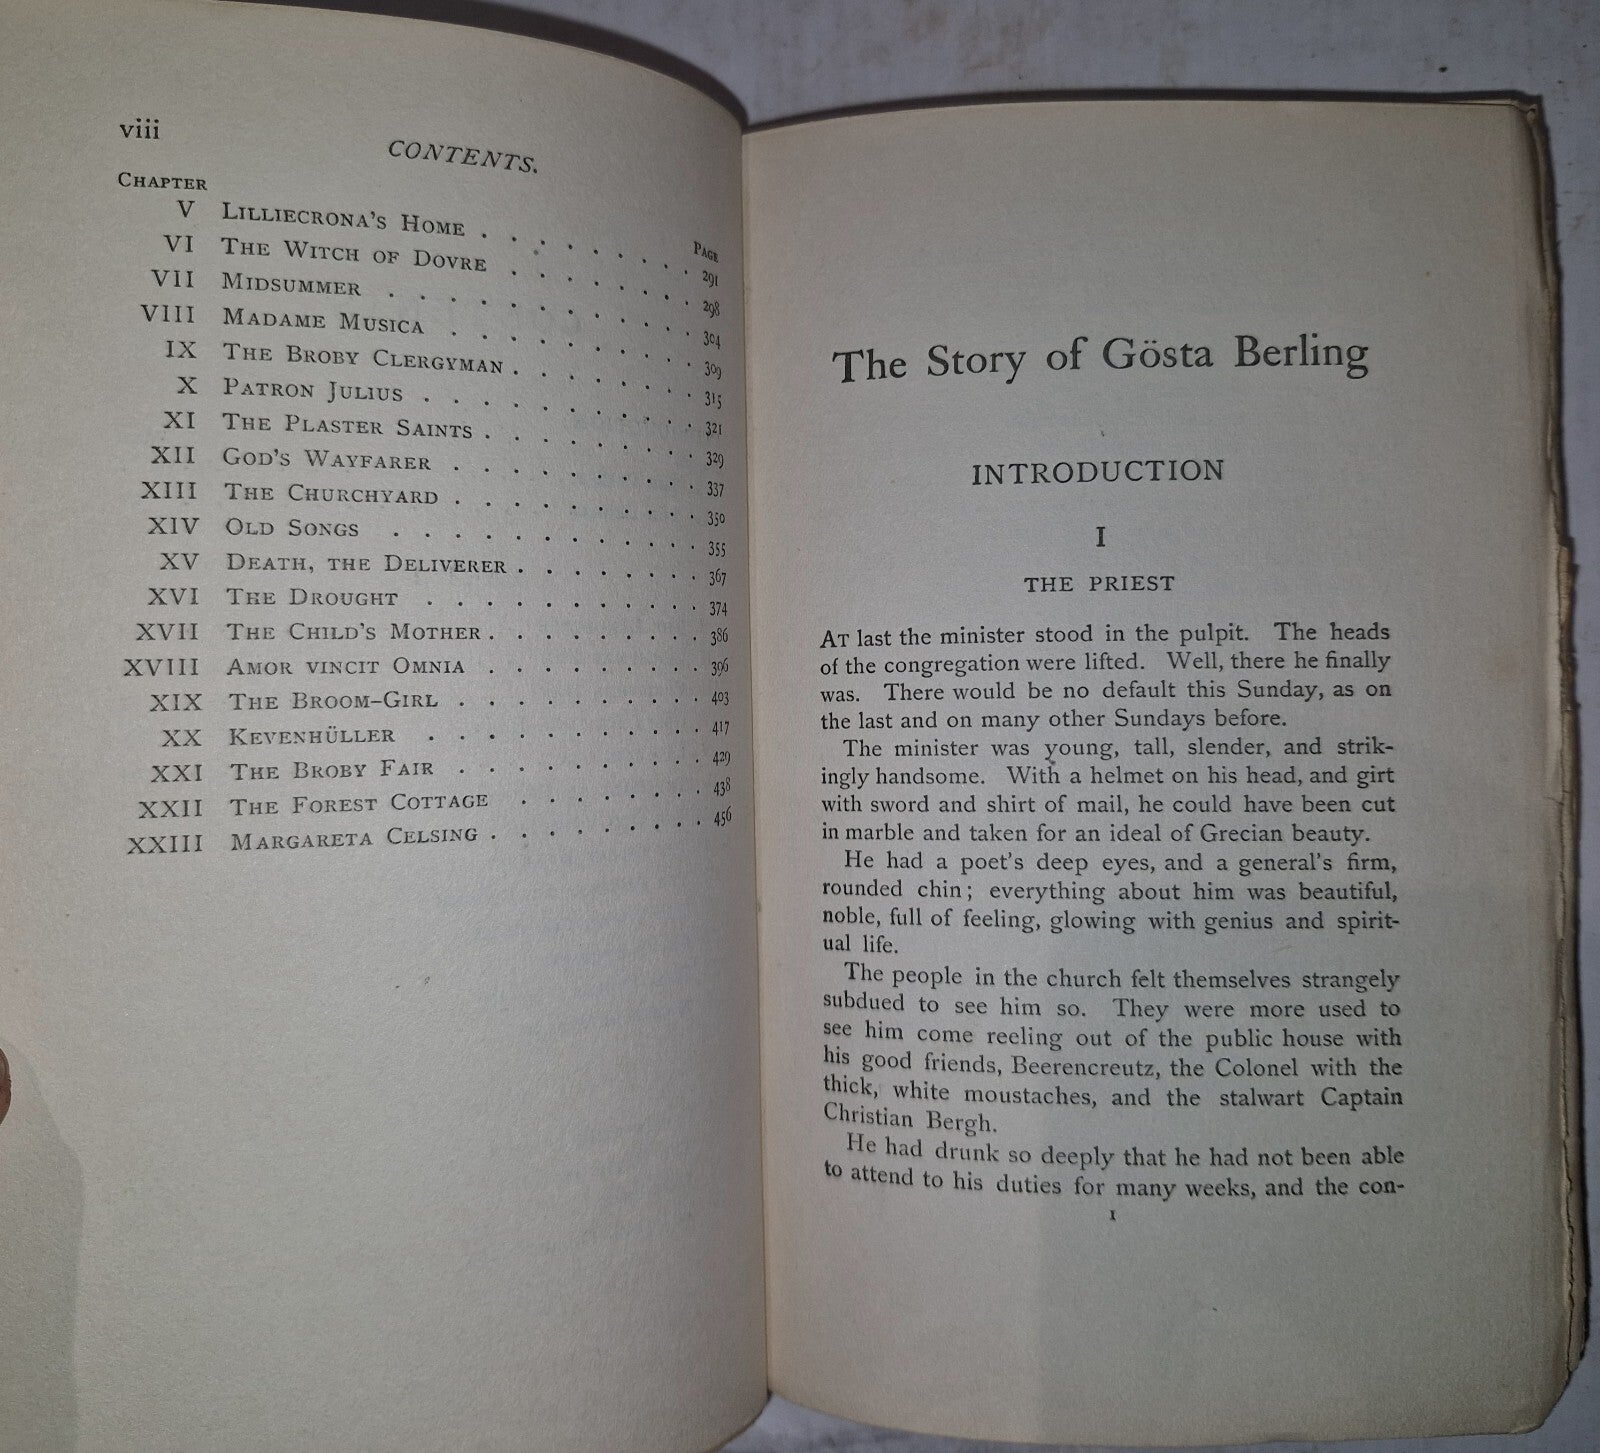 viii
CONTENTS.
CHAPTER
PAGE
V LILLIECRONA'S HOME . . . . . . . . 291
VI THE WITCH OF DOVRE . . . . . . . 298
VII MIDSUMMER . . . . . . . . . . . 304
VIII MADAME MUSICA . . . . . . . . . 309
IX THE BROBY CLERGYMAN . . . . . . . 315
X PATRON JULIUS . . . . . . . . . . 321
XI THE PLASTER SAINTS . . . . . . . . 329
XII GOD'S WAYFARER . . . . . . . . . 337
XIII THE CHURCHYARD . . . . . . . . . 350
XIV OLD SONGS . . . . . . . . . . . 355
XV DEATH, THE DELIVERER . . . . . . . 367
XVI THE DROUGHT . . . . . . . . . . 374
XVII THE CHILD'S MOTHER . . . . . . . . 386
XVIII AMOR VINCIT OMNIA . . . . . . . . 396
XIX THE BROOM-GIRL . . . . . . . . . 403
XX KEVENHÜLLER . . . . . . . . . . 417
XXI THE BROBY FAIR . . . . . . . . . 429
XXII THE FOREST COTTAGE . . . . . . . 438
XXIII MARGARETA CELSING . . . . . . . . 456
The Story of Gösta Berling
INTRODUCTION
I
THE PRIEST
AT last the minister stood in the pulpit. The heads
of the congregation were lifted. Well, there he finally
was. There would be no default this Sunday, as on
the last and on many other Sundays before.
The minister was young, tall, slender, and strik-
ingly handsome. With a helmet on his head, and girt
with sword and shirt of mail, he could have been cut
in marble and taken for an ideal of Grecian beauty.
He had a poet's deep eyes, and a general's firm,
rounded chin; everything about him was beautiful,
noble, full of feeling, glowing with genius and spirit-
ual life.
The people in the church felt themselves strangely
subdued to see him so. They were more used to
see him come reeling out of the public house with
his good friends, Beerencreutz, the Colonel with the
thick, white moustaches, and the stalwart Captain
Christian Bergh.
He had drunk so deeply that he had not been able
to attend to his duties for many weeks, and the con-
1